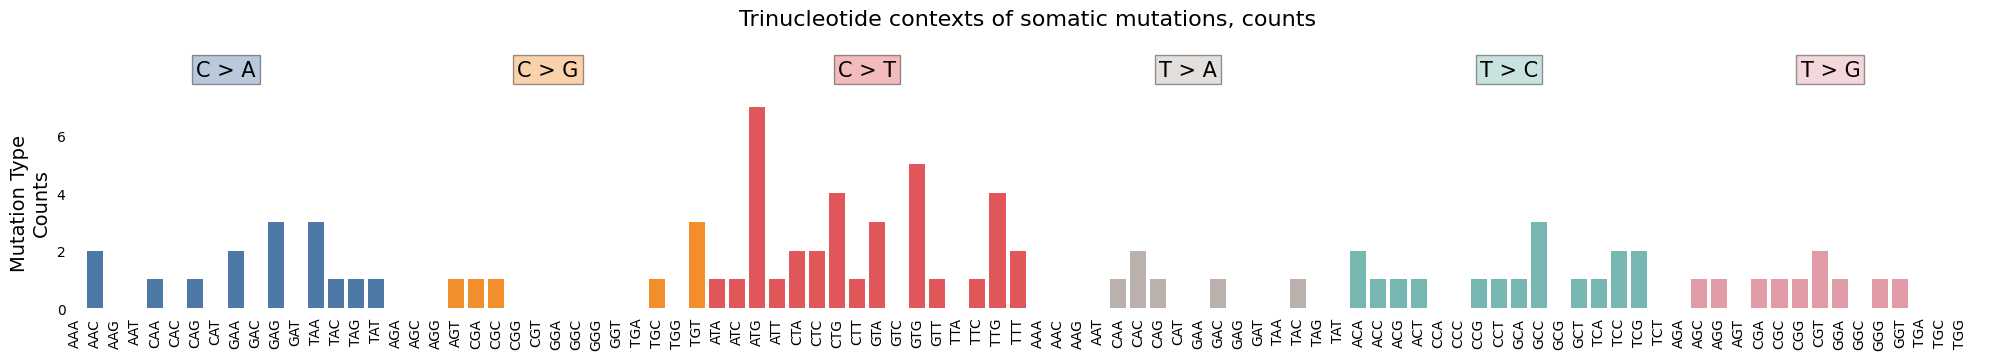 Trinucleotide contexts of somatic mutations, counts
C > A
C > G
C > T
T > A
T > C
T > G
Mutation Type
Counts
6
4
2
0
AAA
AAC
AAG
AAT
CAA
CAC
CAG
CAT
GAA
GAC
GAG
GAT
TAA
TAC
TAG
TAT
AGA
AGC
AGG
AGT
CGA
CGC
CGG
CGT
GGA
GGC
GGG
GGT
TGA
TGC
TGG
TGT
ATA
ATC
ATG
ATT
CTA
CTC
CTG
CTT
GTA
GTC
GTG
GTT
TTA
TTC
TTG
TTT
AAA
AAC
AAG
AAT
CAA
CAC
CAG
CAT
GAA
GAC
GAG
GAT
TAA
TAC
TAG
TAT
ACA
ACC
ACG
ACT
CCA
CCC
CCG
CCT
GCA
GCC
GCG
GCT
TCA
TCC
TCG
TCT
AGA
AGC
AGG
AGT
CGA
CGC
CGG
CGT
GGA
GGC
GGG
GGT
TGA
TGC
TGG